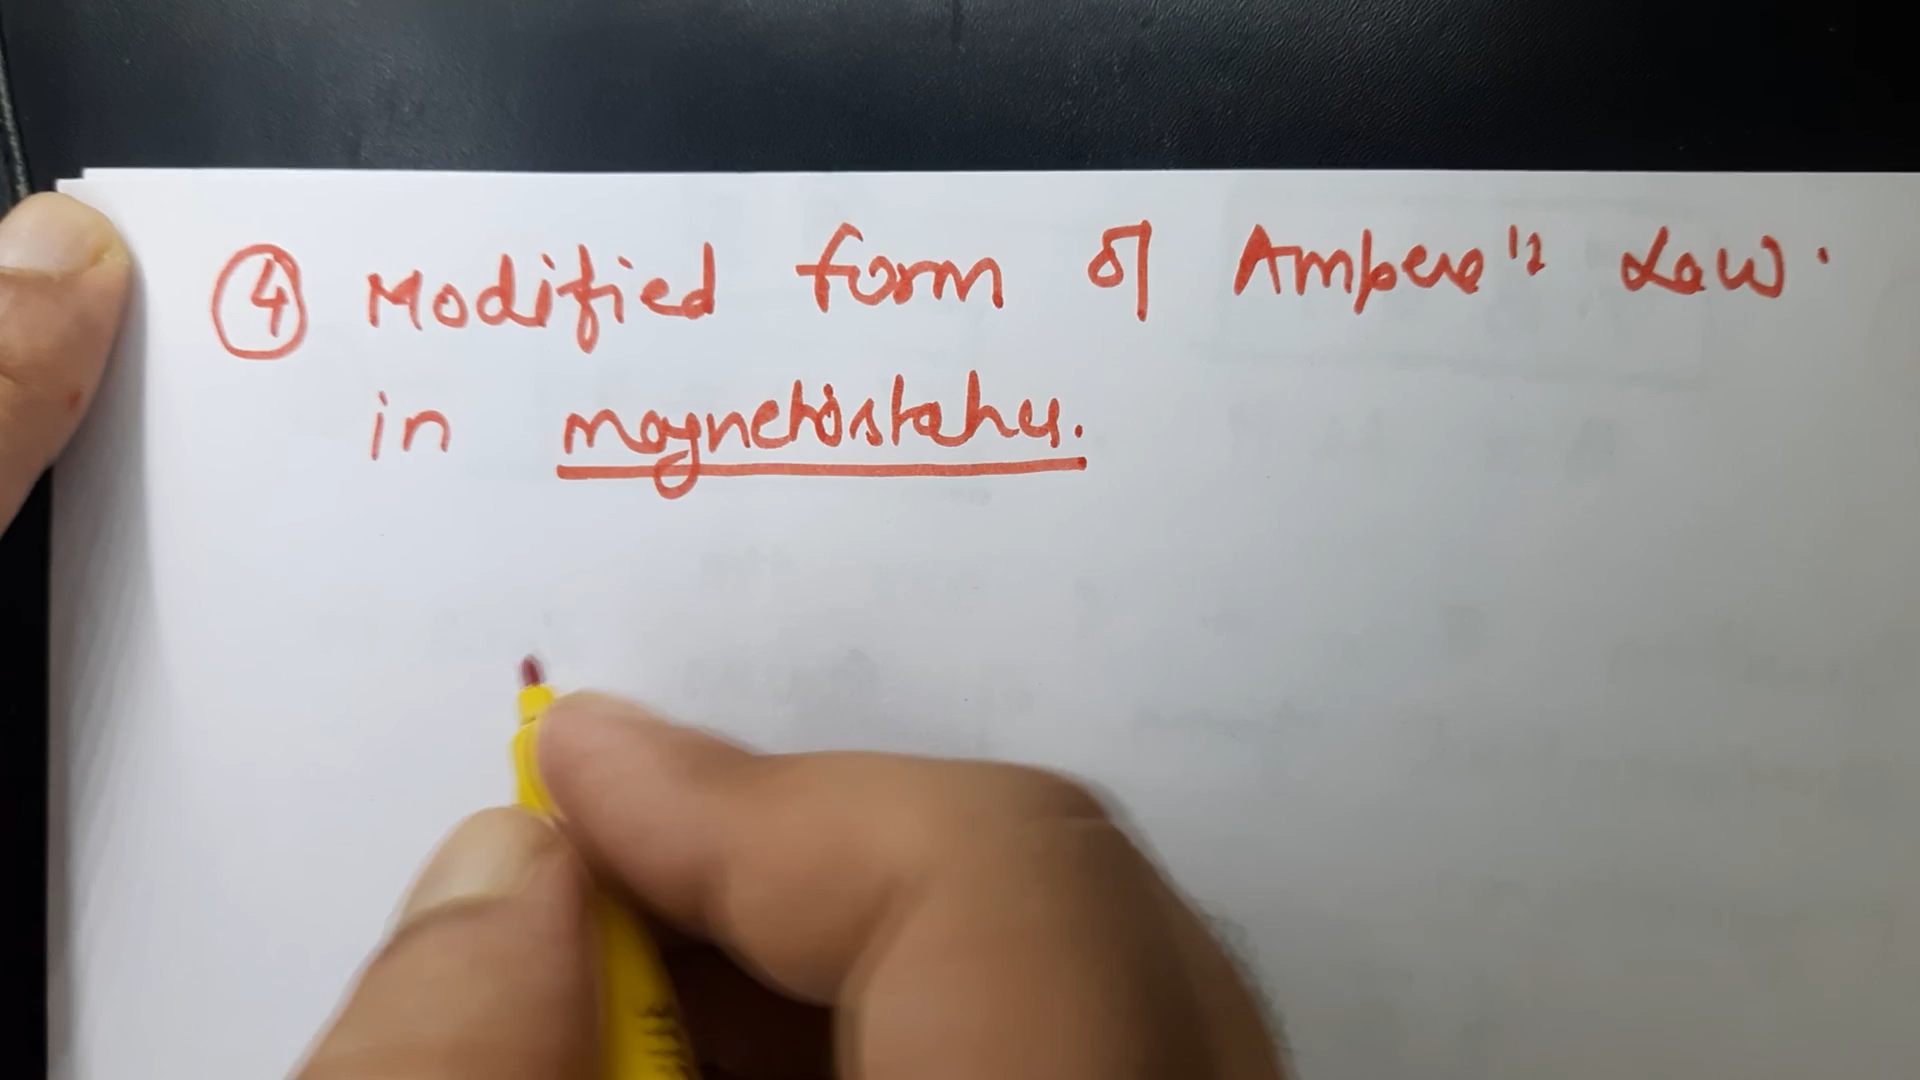 ④ Modified form of Ampere's Law.
in magnetostatics.